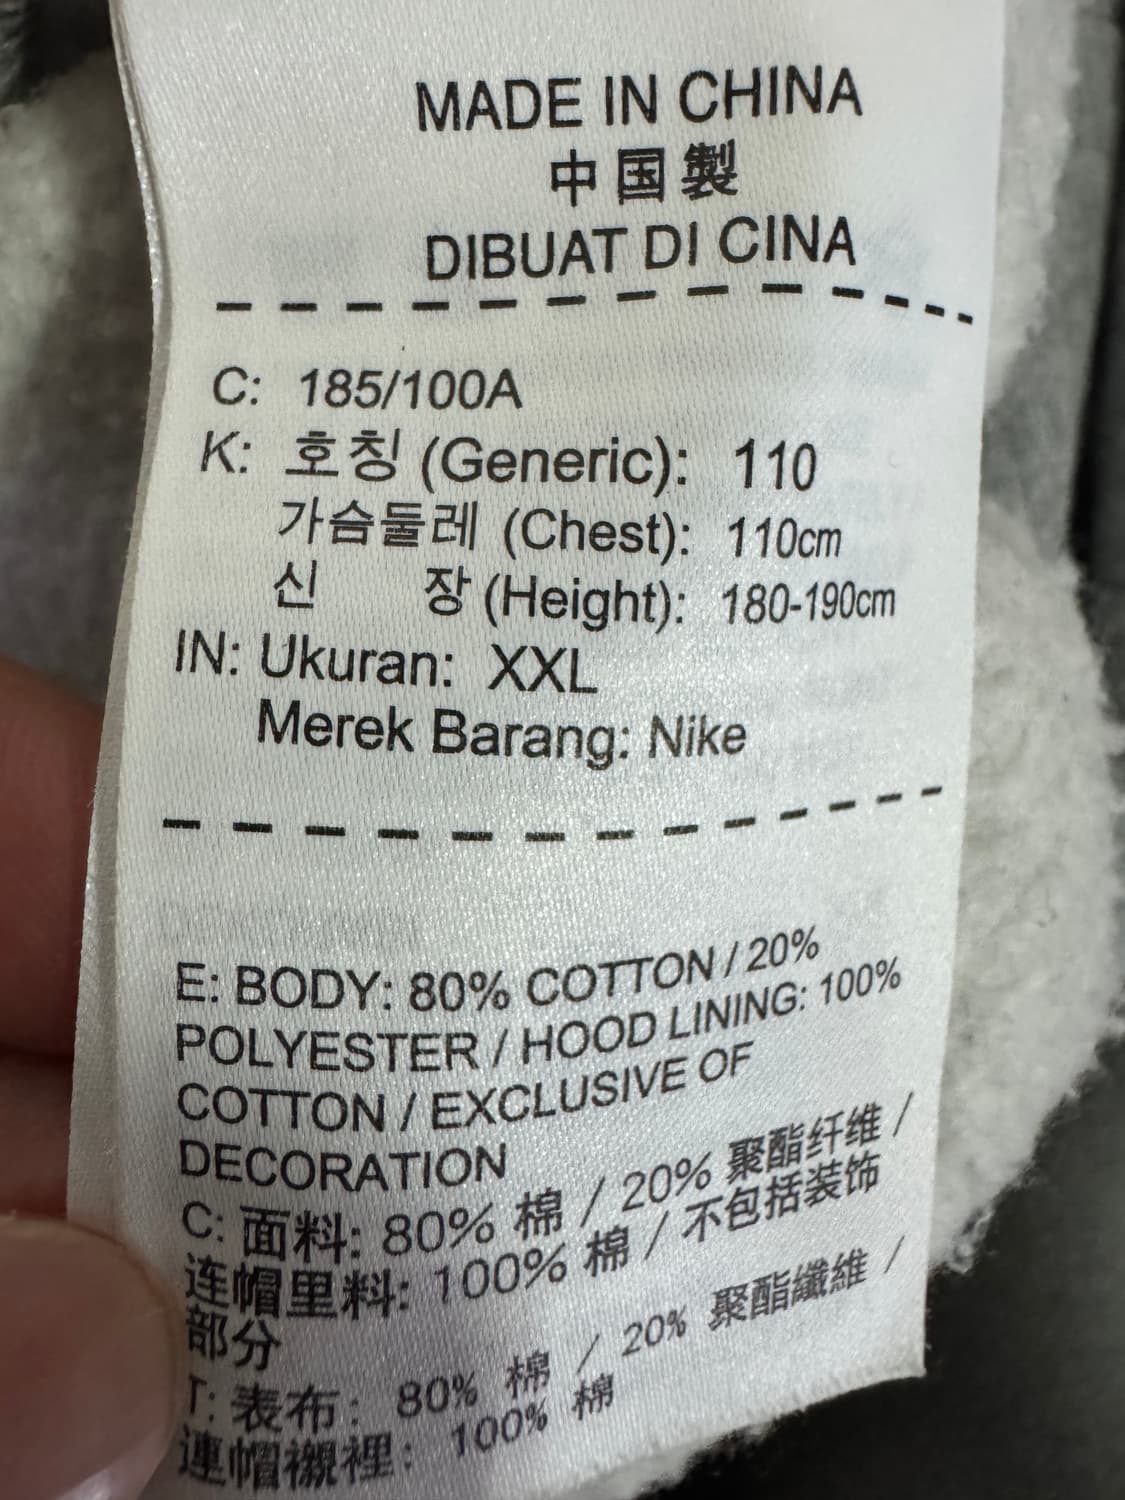 MADE IN CHINA
中国製
DIBUAT DI CINA
C: 185/100A
K: 호칭 (Generic): 110
가슴둘레 (Chest): 110cm
신 장 (Height): 180-190cm
IN: Ukuran: XXL
Merek Barang: Nike
E: BODY: 80% COTTON / 20%
POLYESTER / HOOD LINING: 100%
COTTON / EXCLUSIVE OF
DECORATION
C: 面料: 80% 棉 / 20% 聚酯纤维 /
连帽里料: 100% 棉 / 不包括装饰
部分
T: 表布: 80% 棉 / 20% 聚酯纖維 /
連帽襯裡: 100% 棉